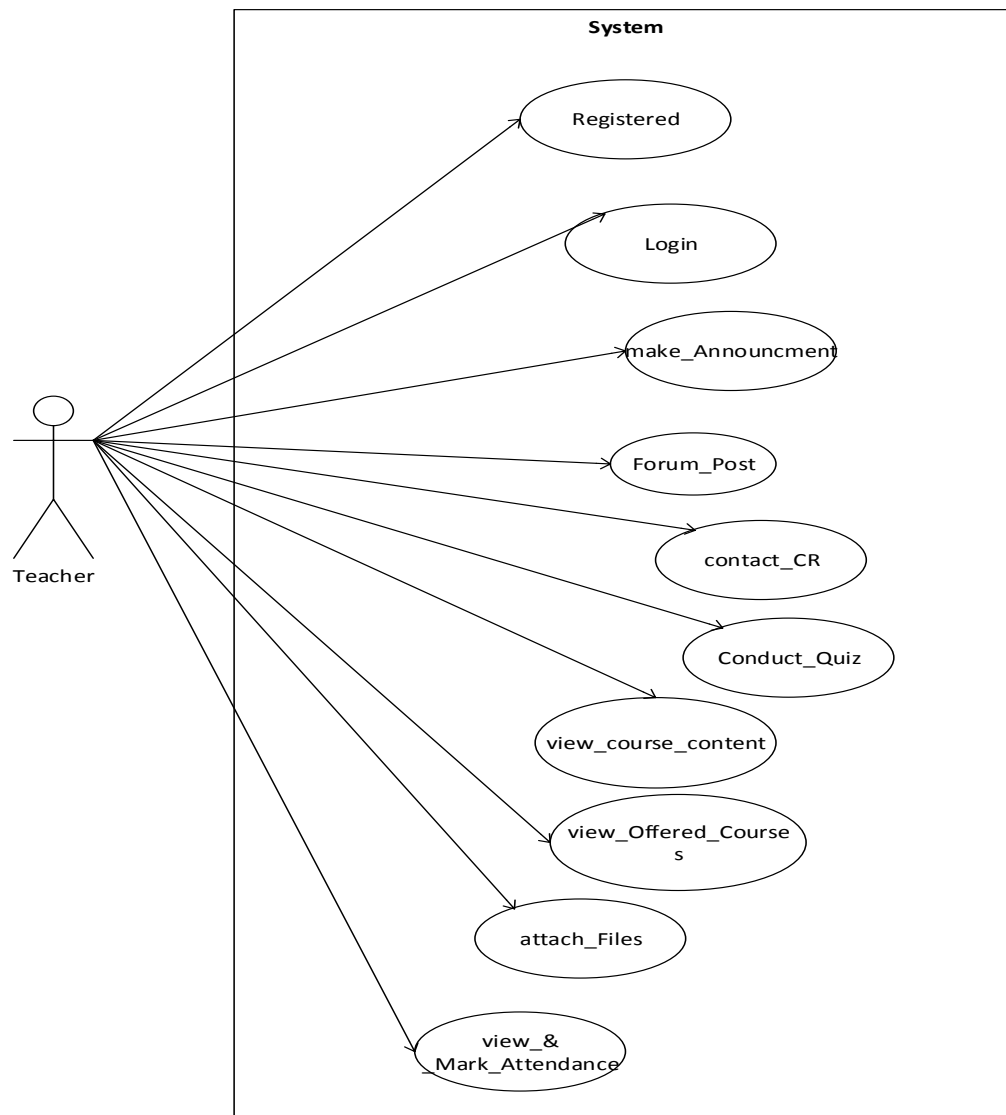 System
Registered
Login
make_Announcment
Forum_Post
contact_CR
Teacher
Conduct_Quiz
view_course_content
view_Offered_Course
s
attach_Files
view_&
_Mark_Attendance